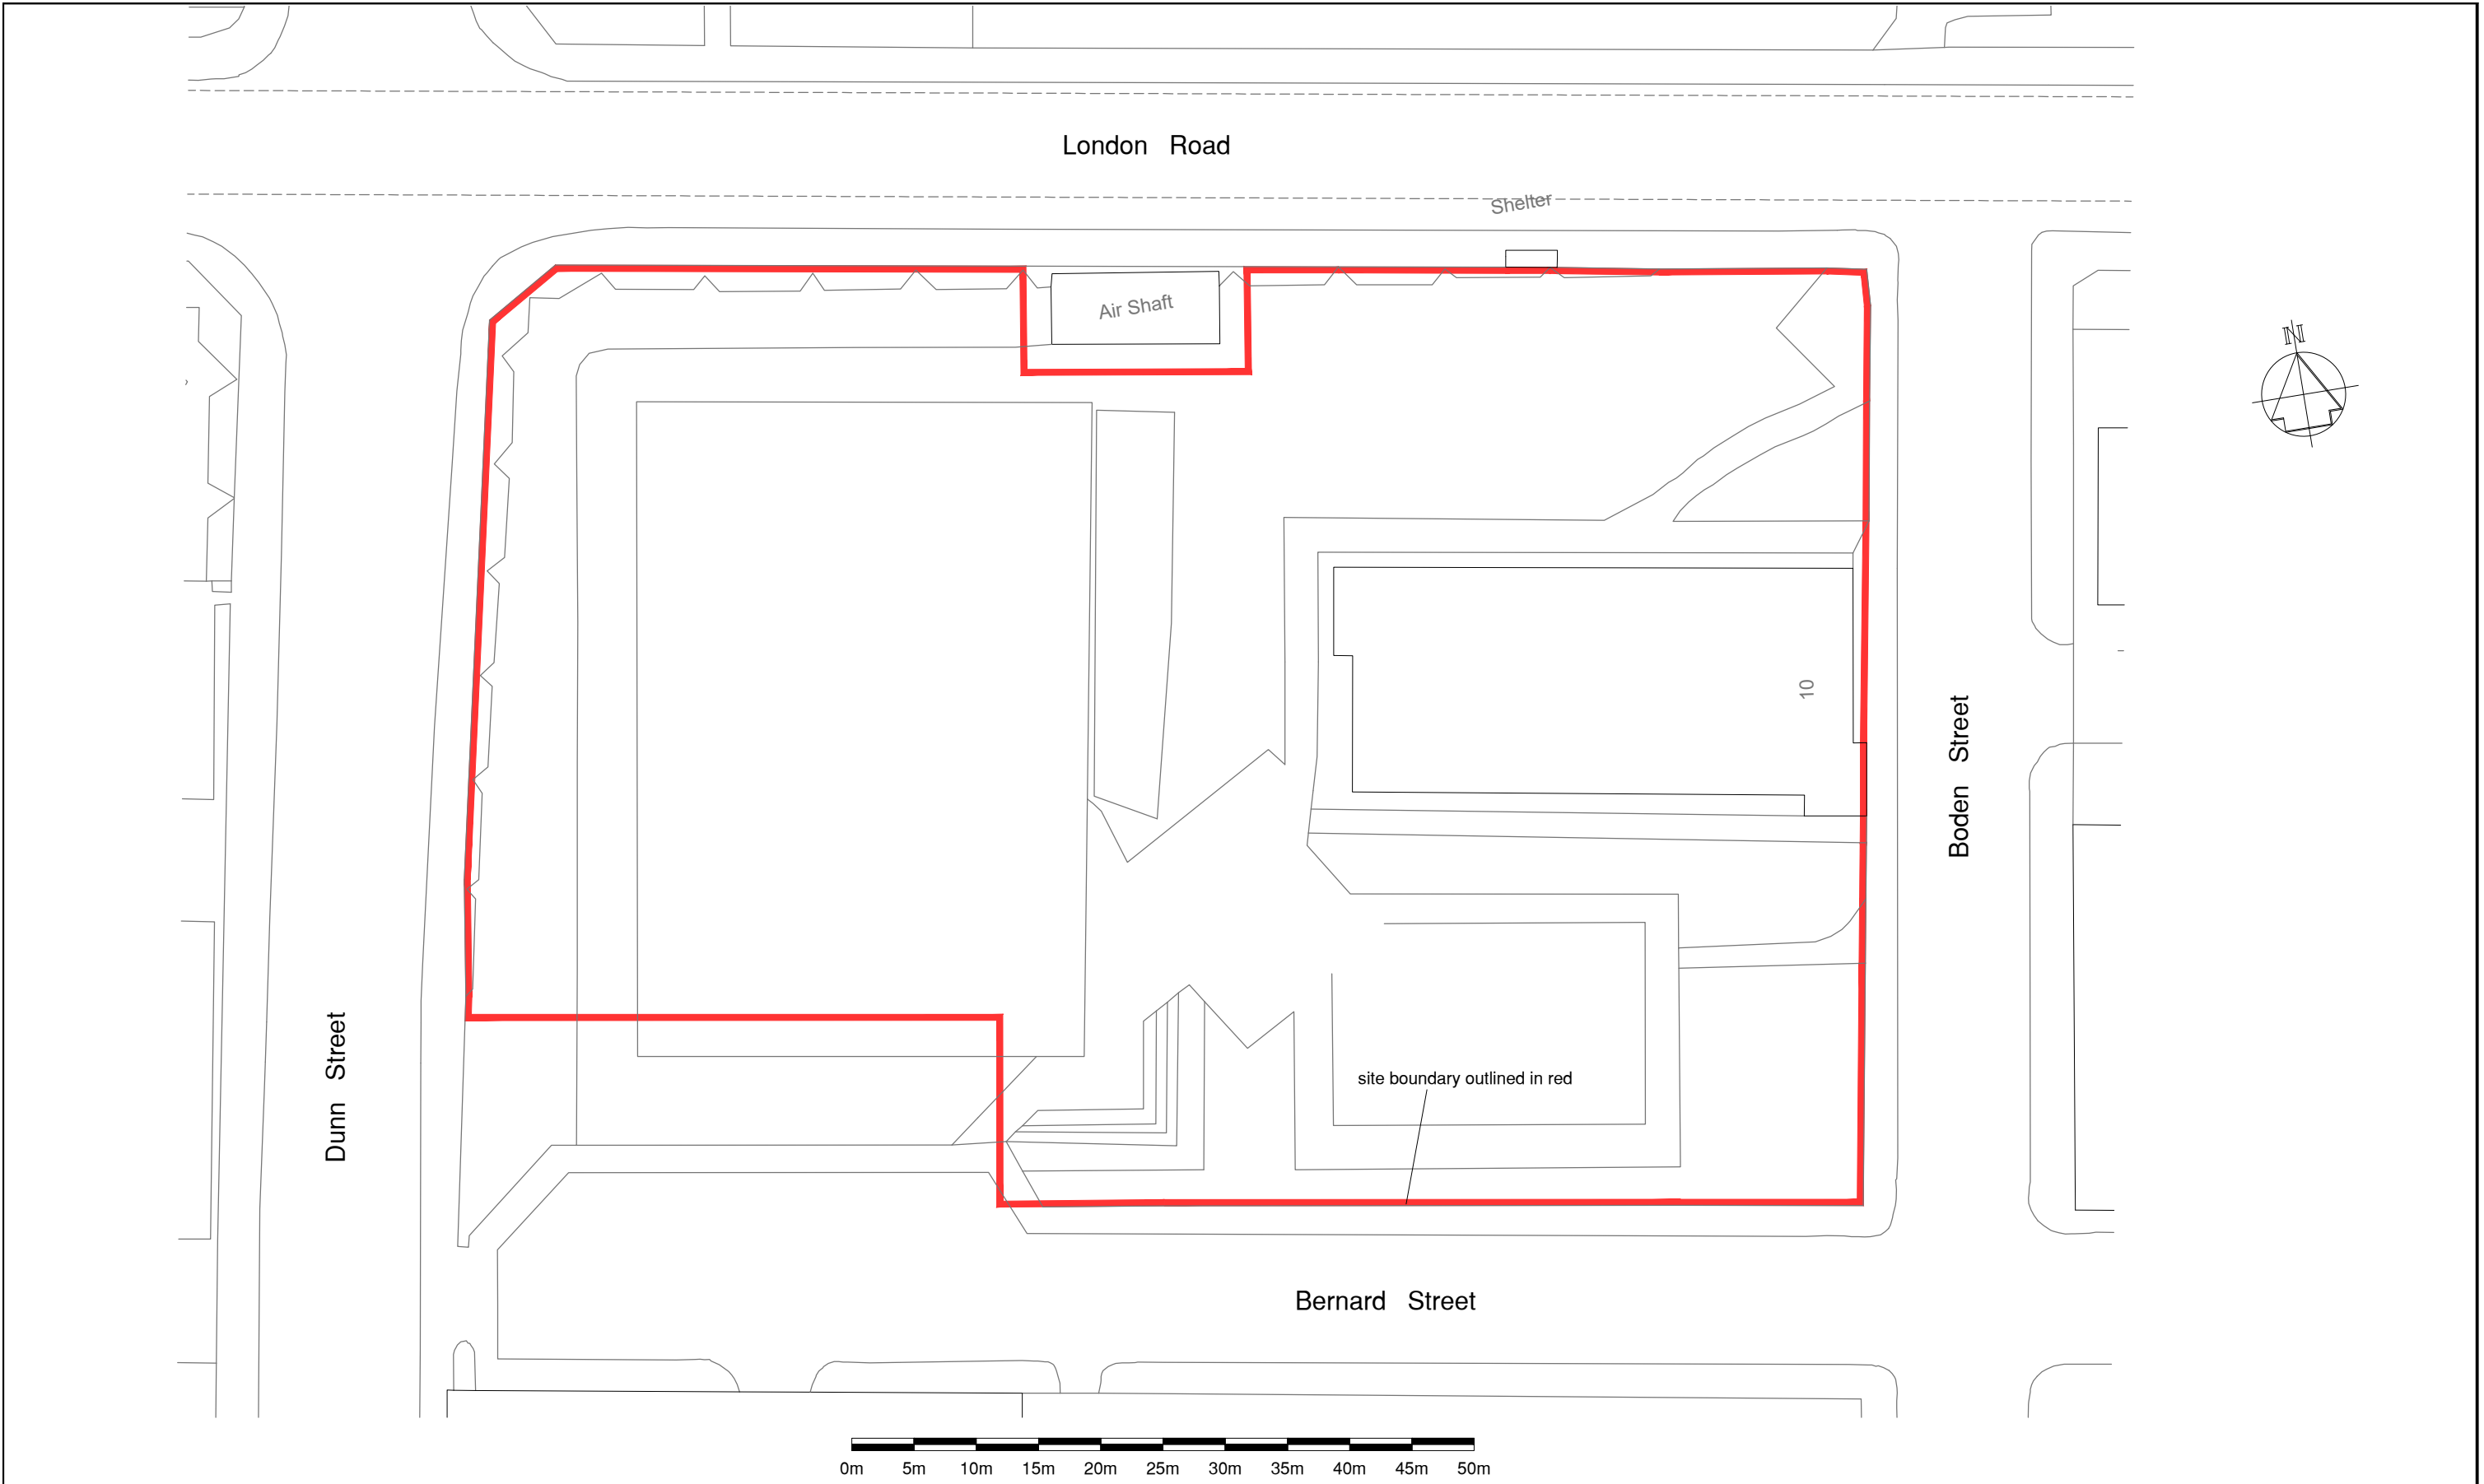 London Road
Shelter
Air Shaft
N
10
Boden Street
Dunn Street
site boundary outlined in red
Bernard Street
0m 5m 10m 15m 20m 25m 30m 35m 40m 45m 50m